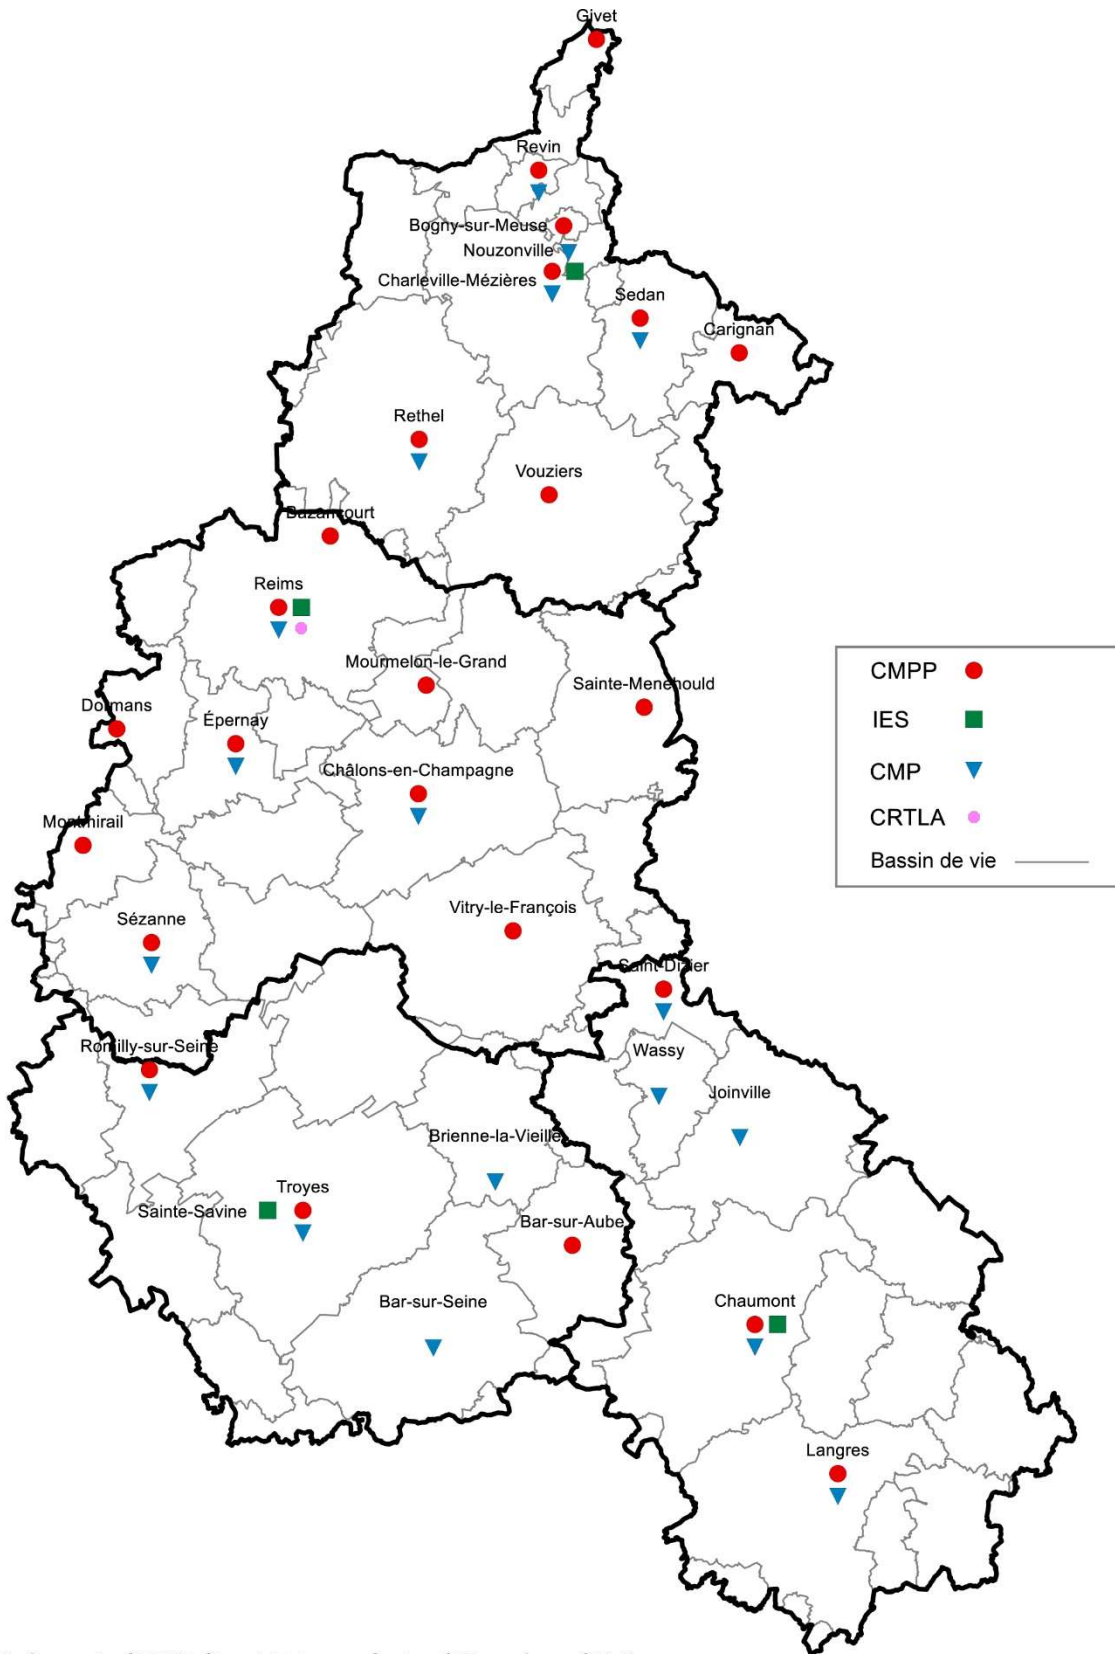 Givet
Revin
Bogny-sur-Meuse
Nouzonville
Charleville-Mézières
Sedan
Carignan
Rethel
Vouziers
Bazancourt
Reims
Mourmelon-le-Grand
Sainte-Menehould
Dormans
Épernay
Châlons-en-Champagne
Montmirail
Sézanne
Vitry-le-François
Saint-Dizier
Romilly-sur-Seine
Wassy
Joinville
Brienne-la-Vieille
Troyes
Sainte-Savine
Bar-sur-Aube
Bar-sur-Seine
Chaumont
Langres
CMPP
IES
CMP
CRTLA
Bassin de vie